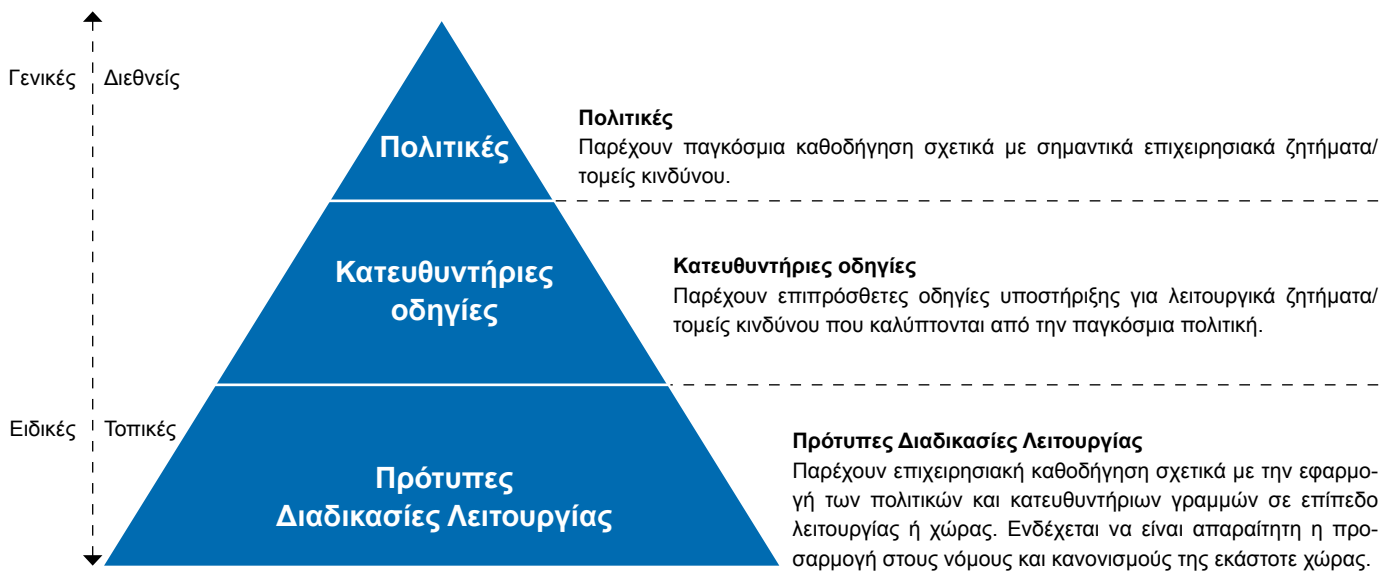 Γενικές Διεθνείς
Πολιτικές
Πολιτικές
Παρέχουν παγκόσμια καθοδήγηση σχετικά με σημαντικά επιχειρησιακά ζητήματα/
τομείς κινδύνου.
Κατευθυντήριες
οδηγίες
Κατευθυντήριες οδηγίες
Παρέχουν επιπρόσθετες οδηγίες υποστήριξης για λειτουργικά ζητήματα/
τομείς κινδύνου που καλύπτονται από την παγκόσμια πολιτική.
Ειδικές Τοπικές
Πρότυπες
Διαδικασίες Λειτουργίας
Πρότυπες Διαδικασίες Λειτουργίας
Παρέχουν επιχειρησιακή καθοδήγηση σχετικά με την εφαρμο-
γή των πολιτικών και κατευθυντήριων γραμμών σε επίπεδο
λειτουργίας ή χώρας. Ενδέχεται να είναι απαραίτητη η προ-
σαρμογή στους νόμους και κανονισμούς της εκάστοτε χώρας.